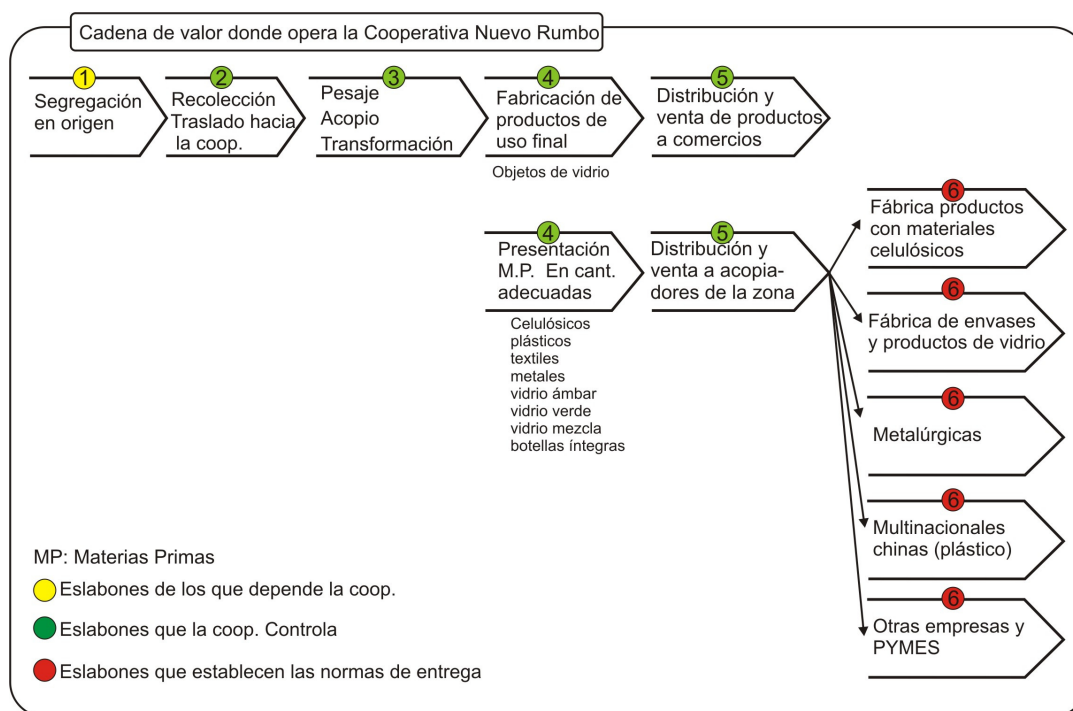 Cadena de valor donde opera la Cooperativa Nuevo Rumbo
1
Segregación
en origen
2
Recolección
Traslado hacia
la coop.
3
Pesaje
Acopio
Transformación
4
Fabricación de
productos de
uso final
Objetos de vidrio
5
Distribución y
venta de productos
a comercios
4
Presentación
M.P. En cant.
adecuadas
Celulósicos
plásticos
textiles
metales
vidrio ámbar
vidrio verde
vidrio mezcla
botellas íntegras
5
Distribución y
venta a acopia-
dores de la zona
6
Fábrica productos
con materiales
celulósicos
6
Fábrica de envases
y productos de vidrio
6
Metalúrgicas
6
Multinacionales
chinas (plástico)
6
Otras empresas y
PYMES
MP: Materias Primas
Eslabones de los que depende la coop.
Eslabones que la coop. Controla
Eslabones que establecen las normas de entrega